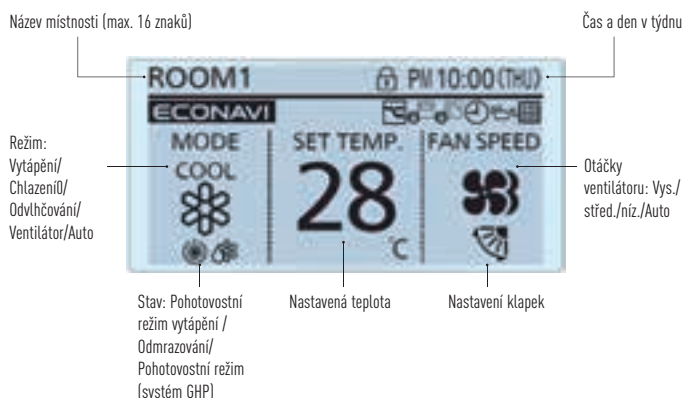 Název místnosti (max. 16 znaků)
Čas a den v týdnu
ROOM1 PM 10:00 (THU)
ECONAVI
MODE SET TEMP. FAN SPEED
COOL
28 °C
Režim:
Vytápění/
Chlazení0/
Odvlhčování/
Ventilátor/Auto
Otáčky
ventilátoru: Vys./
střed./níz./Auto
Stav: Pohotovostní
režim vytápění /
Odmrazování/
Pohotovostní režim
(systém GHP)
Nastavená teplota
Nastavení klapek